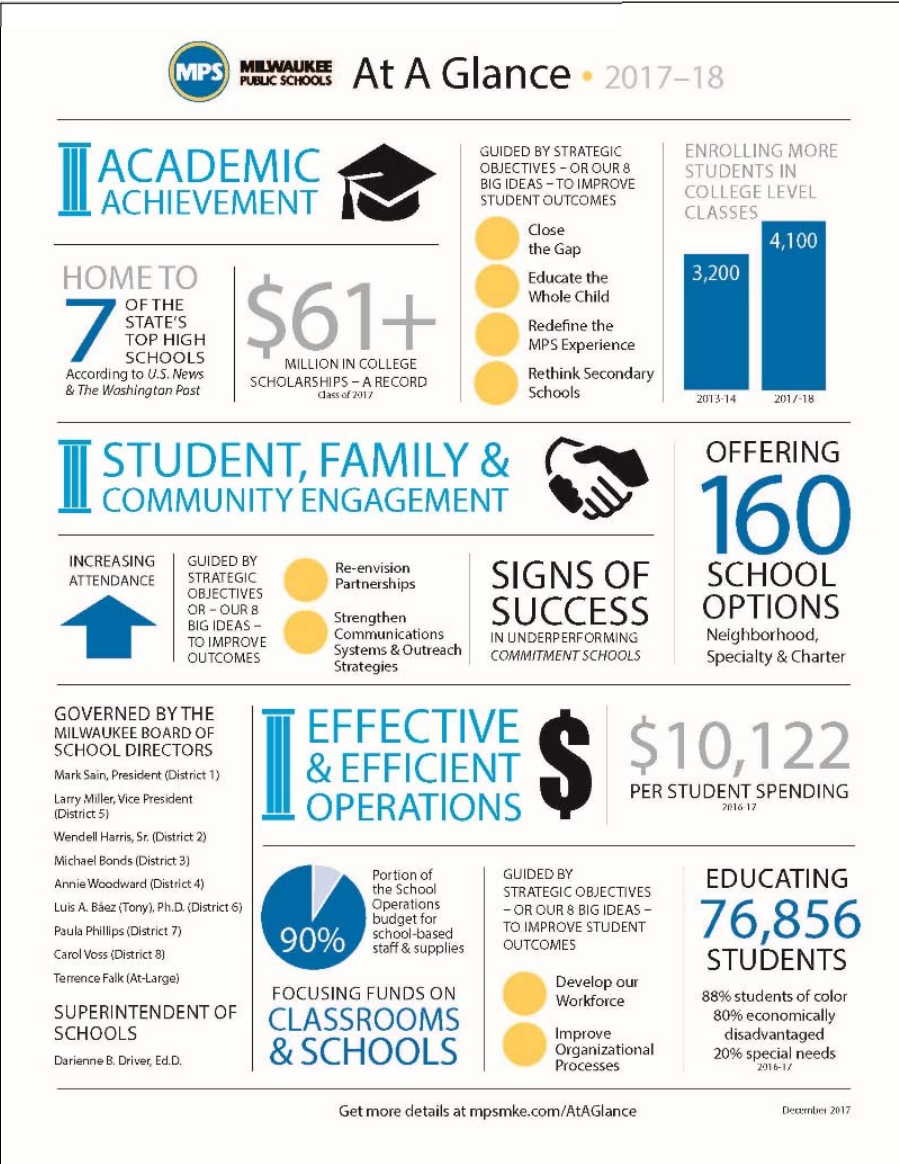 MPS
MILWAUKEE
PUBLIC SCHOOLS
At A Glance • 2017–18
ACADEMIC
ACHIEVEMENT
HOME TO
7
OF THE
STATE'S
TOP HIGH
SCHOOLS
According to U.S. News
& The Washington Post
$61+
MILLION IN COLLEGE
SCHOLARSHIPS – A RECORD
Class of 2017
GUIDED BY STRATEGIC
OBJECTIVES – OR OUR 8
BIG IDEAS – TO IMPROVE
STUDENT OUTCOMES
Close
the Gap
Educate the
Whole Child
Redefine the
MPS Experience
Rethink Secondary
Schools
ENROLLING MORE
STUDENTS IN
COLLEGE LEVEL
CLASSES
3,200
4,100
2013-14
2017-18
STUDENT, FAMILY &
COMMUNITY ENGAGEMENT
INCREASING
ATTENDANCE
GUIDED BY
STRATEGIC
OBJECTIVES
OR – OUR 8
BIG IDEAS –
TO IMPROVE
OUTCOMES
Re-envision
Partnerships
Strengthen
Communications
Systems & Outreach
Strategies
SIGNS OF
SUCCESS
IN UNDERPERFORMING
COMMITMENT SCHOOLS
OFFERING
160
SCHOOL
OPTIONS
Neighborhood,
Specialty & Charter
GOVERNED BY THE
MILWAUKEE BOARD OF
SCHOOL DIRECTORS
Mark Sain, President (District 1)
Larry Miller, Vice President
(District 5)
Wendell Harris, Sr. (District 2)
Michael Bonds (District 3)
Annie Woodward (District 4)
Luis A. Báez (Tony), Ph.D. (District 6)
Paula Phillips (District 7)
Carol Voss (District 8)
Terrence Falk (At-Large)
SUPERINTENDENT OF
SCHOOLS
Darienne B. Driver, Ed.D.
EFFECTIVE
& EFFICIENT
OPERATIONS
$
$10,122
PER STUDENT SPENDING
2016-17
90%
Portion of
the School
Operations
budget for
school-based
staff & supplies
FOCUSING FUNDS ON
CLASSROOMS
& SCHOOLS
GUIDED BY
STRATEGIC OBJECTIVES
– OR OUR 8 BIG IDEAS –
TO IMPROVE STUDENT
OUTCOMES
Develop our
Workforce
Improve
Organizational
Processes
EDUCATING
76,856
STUDENTS
88% students of color
80% economically
disadvantaged
20% special needs
2016-17
Get more details at mpsmke.com/AtAGlance
December 2017